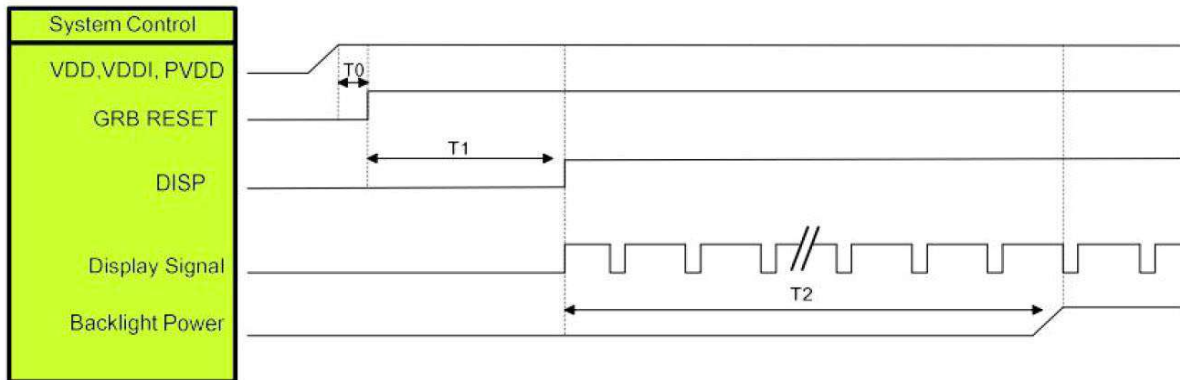 System Control
VDD,VDDI, PVDD
T0
GRB RESET
T1
DISP
Display Signal
T2
Backlight Power